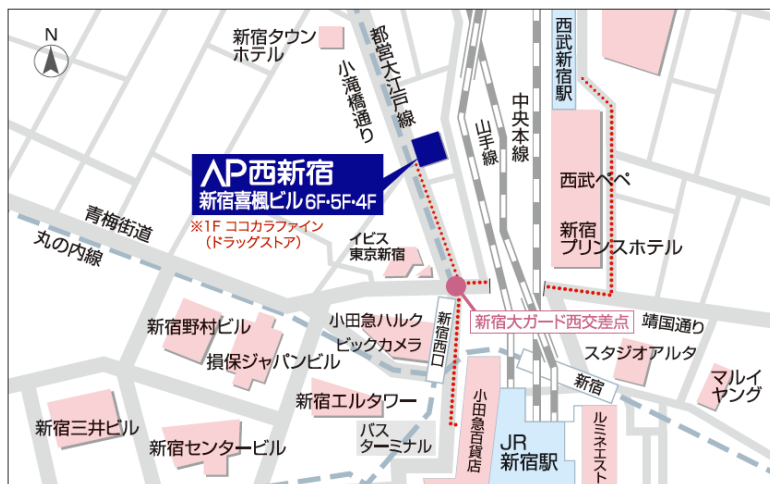 N
新宿タウン
ホテル
都営大江戸線
小滝橋通り
西武新宿駅
中央本線
山手線
AP西新宿
新宿喜楓ビル 6F・5F・4F
※1F ココカラファイン
（ドラッグストア）
西武ペペ
新宿
プリンスホテル
青梅街道
丸の内線
イビス
東京新宿
新宿大ガード西交差点
靖国通り
新宿西口
新宿野村ビル
小田急ハルク
ビックカメラ
損保ジャパンビル
スタジオアルタ
新宿
マルイ
ヤング
新宿エルタワー
小田急百貨店
新宿三井ビル
新宿センタービル
バス
ターミナル
JR
新宿駅
ルミネエスト